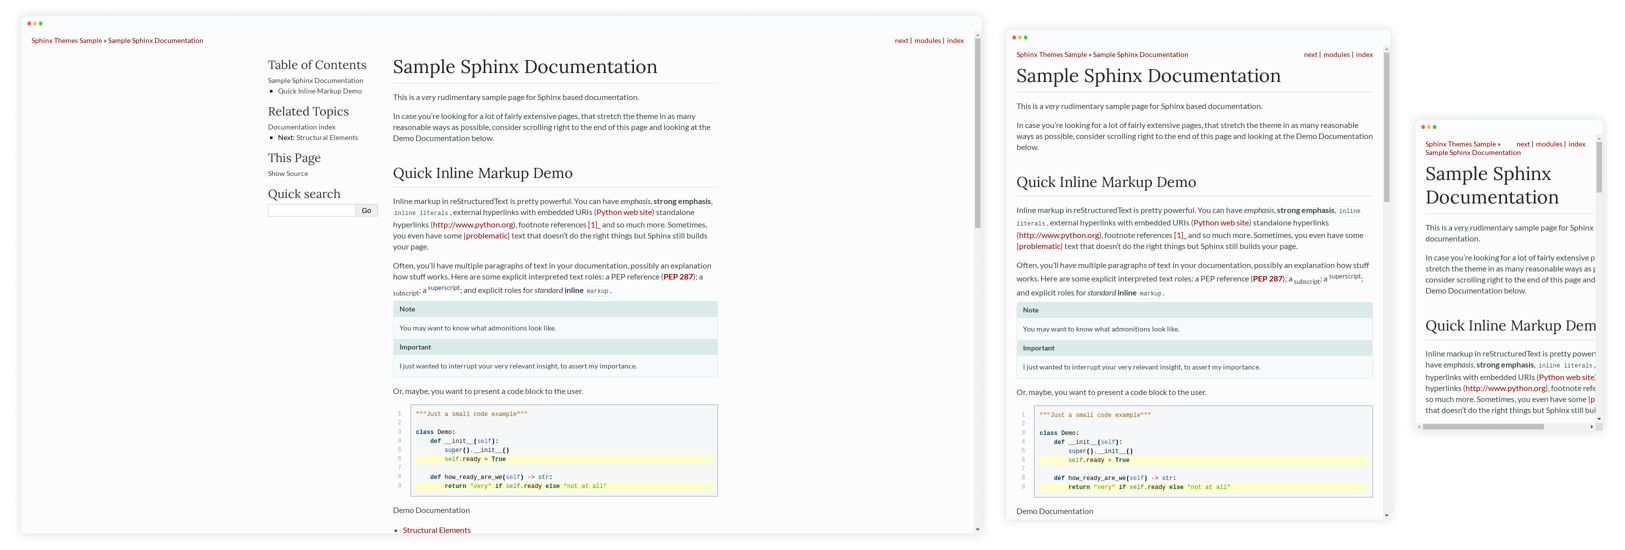 Sphinx Themes Sample » Sample Sphinx Documentation
next | modules | index
Table of Contents
Sample Sphinx Documentation
Quick Inline Markup Demo
Related Topics
Documentation index
Next: Structural Elements
This Page
Show Source
Quick search
Go
Sample Sphinx Documentation
This is a very rudimentary sample page for Sphinx based documentation.
In case you’re looking for a lot of fairly extensive pages, that stretch the theme in as many reasonable
ways as possible, consider scrolling right to the end of this page and looking at the
Demo Documentation below.
Quick Inline Markup Demo
Inline markup in reStructuredText is pretty powerful. You can have emphasis, strong emphasis,
inline literals, external hyperlinks with embedded URIs (Python web site) standalone
hyperlinks (http://www.python.org), footnote references [1]_ and so much more. Sometimes,
you even have some |problematic| text that doesn’t do the right things but Sphinx still builds
your page.
Often, you’ll have multiple paragraphs of text in your documentation, possibly an explanation
how stuff works. Here are some explicit interpreted text roles: a PEP reference (PEP 287); a
subscript; a superscript; and explicit roles for standard inline markup.
Note
You may want to know what admonitions look like.
Important
I just wanted to interrupt your very relevant insight, to assert my importance.
Or, maybe, you want to present a code block to the user.
1 """Just a small code example"""
2
3 class Demo:
4 def __init__(self):
5 super().__init__()
6 self.ready = True
7
8 def how_ready_are_we(self) -> str:
9 return "very" if self.ready else "not at all"
Demo Documentation
Structural Elements
Sphinx Themes Sample » Sample Sphinx Documentation
next | modules | index
Sample Sphinx Documentation
This is a very rudimentary sample page for Sphinx based documentation.
In case you’re looking for a lot of fairly extensive pages, that stretch the theme in as many reasonable
ways as possible, consider scrolling right to the end of this page and looking at the Demo Documentation
below.
Quick Inline Markup Demo
Inline markup in reStructuredText is pretty powerful. You can have emphasis, strong emphasis, inline
literals, external hyperlinks with embedded URIs (Python web site) standalone hyperlinks
(http://www.python.org), footnote references [1]_ and so much more. Sometimes, you even have some
|problematic| text that doesn’t do the right things but Sphinx still builds your page.
Often, you’ll have multiple paragraphs of text in your documentation, possibly an explanation how stuff
works. Here are some explicit interpreted text roles: a PEP reference (PEP 287); a subscript; a superscript;
and explicit roles for standard inline markup.
Note
You may want to know what admonitions look like.
Important
I just wanted to interrupt your very relevant insight, to assert my importance.
Or, maybe, you want to present a code block to the user.
1 """Just a small code example"""
2
3 class Demo:
4 def __init__(self):
5 super().__init__()
6 self.ready = True
7
8 def how_ready_are_we(self) -> str:
9 return "very" if self.ready else "not at all"
Demo Documentation
Sphinx Themes Sample »
Sample Sphinx Documentation
next | modules | index
Sample Sphinx
Documentation
This is a very rudimentary sample page for Sphinx
documentation.
In case you’re looking for a lot of fairly extensive p
stretch the theme in as many reasonable ways as p
consider scrolling right to the end of this page and
Demo Documentation below.
Quick Inline Markup Dem
Inline markup in reStructuredText is pretty power
have emphasis, strong emphasis, inline literals,
hyperlinks with embedded URIs (Python web site)
hyperlinks (http://www.python.org), footnote refe
so much more. Sometimes, you even have some |p
text that doesn’t do the right things but Sphinx still bui